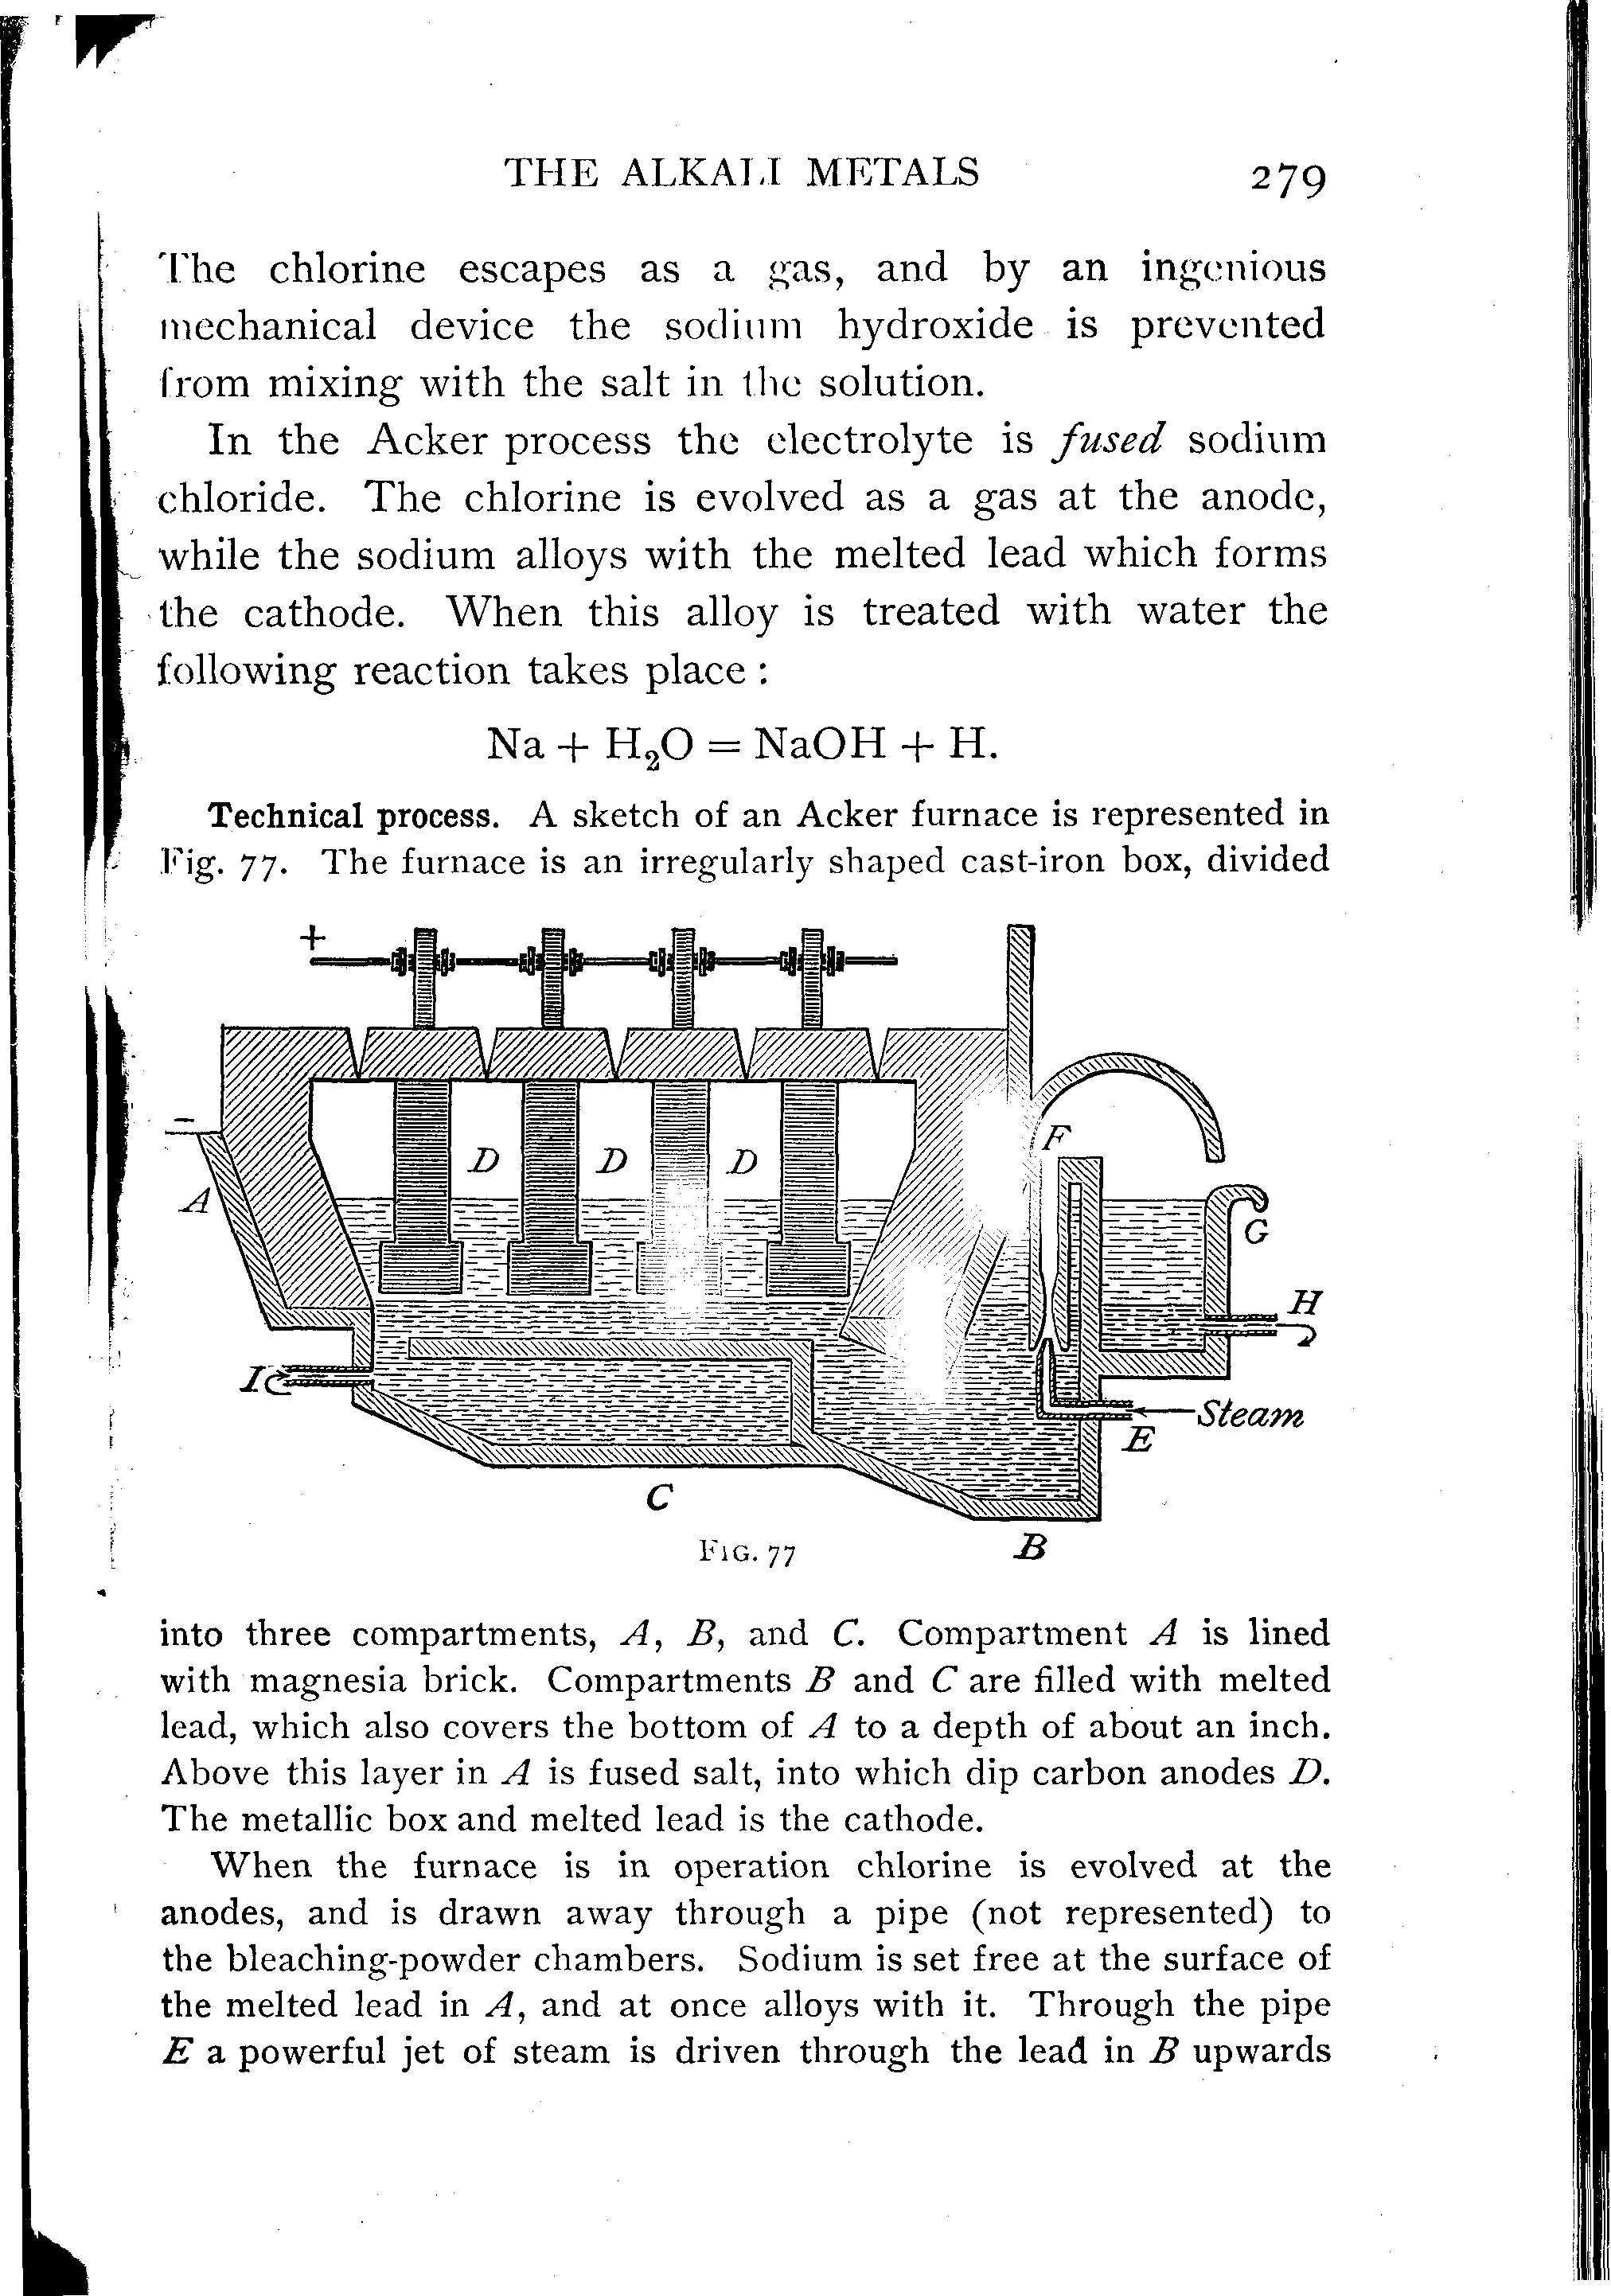 THE ALKALI METALS 279
The chlorine escapes as a gas, and by an ingenious
mechanical device the sodium hydroxide is prevented
from mixing with the salt in the solution.
In the Acker process the electrolyte is fused sodium
chloride. The chlorine is evolved as a gas at the anode,
while the sodium alloys with the melted lead which forms
the cathode. When this alloy is treated with water the
following reaction takes place :
Na + H₂O = NaOH + H.
Technical process. A sketch of an Acker furnace is represented in
Fig. 77. The furnace is an irregularly shaped cast-iron box, divided
+
−
A
D D D
F
G
H
I
Steam
E
C
B
FIG. 77
into three compartments, A, B, and C. Compartment A is lined
with magnesia brick. Compartments B and C are filled with melted
lead, which also covers the bottom of A to a depth of about an inch.
Above this layer in A is fused salt, into which dip carbon anodes D.
The metallic box and melted lead is the cathode.
When the furnace is in operation chlorine is evolved at the
anodes, and is drawn away through a pipe (not represented) to
the bleaching-powder chambers. Sodium is set free at the surface of
the melted lead in A, and at once alloys with it. Through the pipe
E a powerful jet of steam is driven through the lead in B upwards